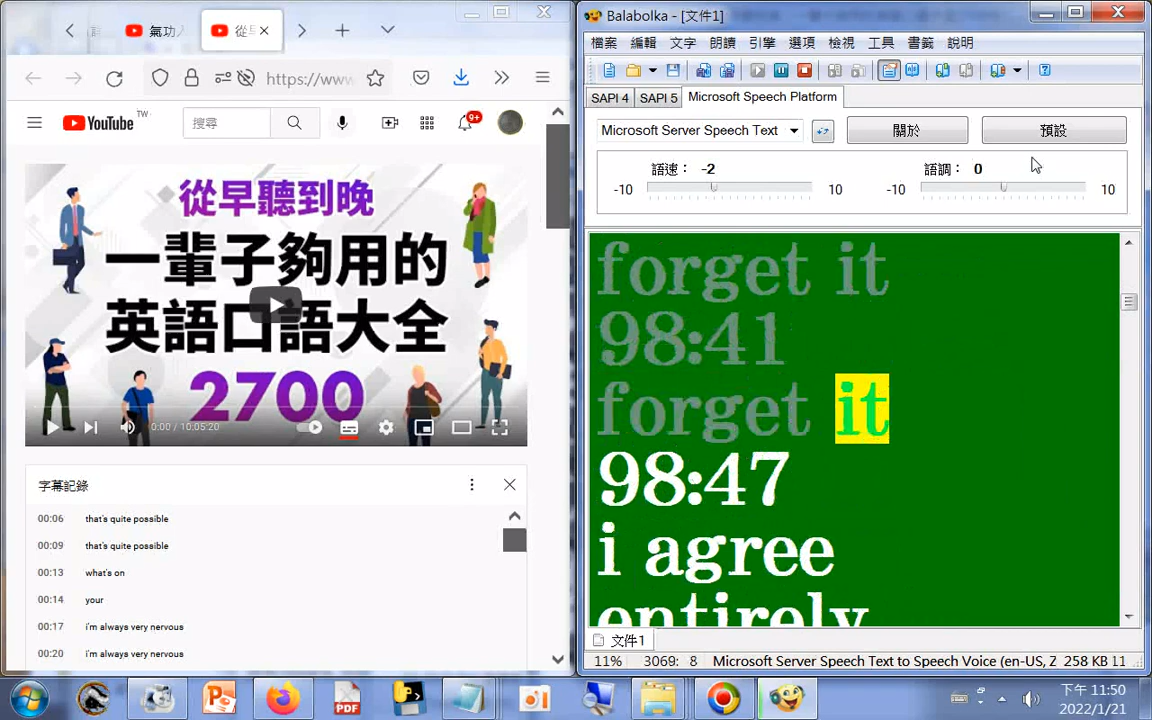 氣功
從
https://www
YouTube TW
搜尋
9+
從早聽到晚
一輩子夠用的
英語口語大全
2700
0:00 / 10:05:20
字幕記錄
00:06 that's quite possible
00:09 that's quite possible
00:13 what's on
00:14 your
00:17 i'm always very nervous
00:20 i'm always very nervous
Balabolka - [文件1]
檔案 編輯 文字 朗讀 引擎 選項 檢視 工具 書籤 說明
SAPI 4 SAPI 5 Microsoft Speech Platform
Microsoft Server Speech Text 關於 預設
語速： -2 語調： 0
-10 10 -10 10
forget it
98:41
forget it
98:47
i agree
entirely
文件1
11% 3069: 8 Microsoft Server Speech Text to Speech Voice (en-US, Z 258 KB 11
PDF
下午 11:50
2022/1/21